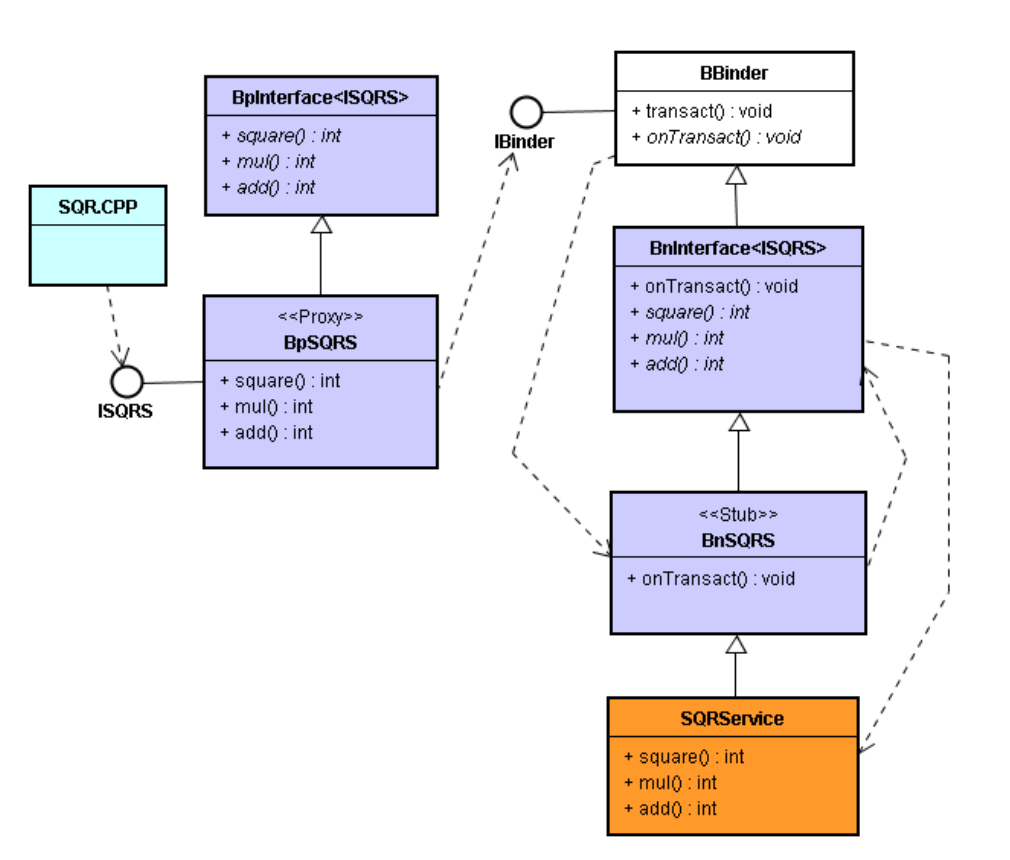 BpInterface<ISQRS>
+ square() : int
+ mul() : int
+ add() : int
SQR.CPP
<<Proxy>>
BpSQRS
+ square() : int
+ mul() : int
+ add() : int
ISQRS
IBinder
BBinder
+ transact() : void
+ onTransact() : void
BnInterface<ISQRS>
+ onTransact() : void
+ square() : int
+ mul() : int
+ add() : int
<<Stub>>
BnSQRS
+ onTransact() : void
SQRService
+ square() : int
+ mul() : int
+ add() : int